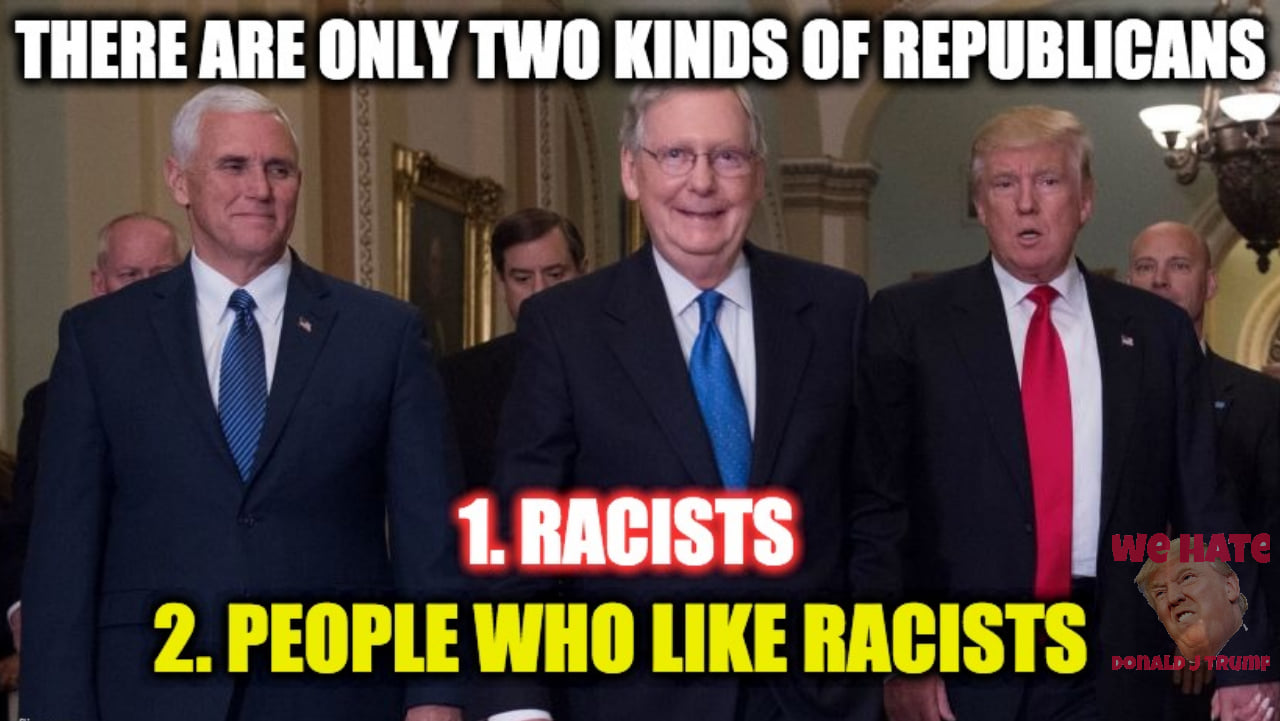 THERE ARE ONLY TWO KINDS OF REPUBLICANS
1. RACISTS
2. PEOPLE WHO LIKE RACISTS
We HATe
DONALD J TRUMP